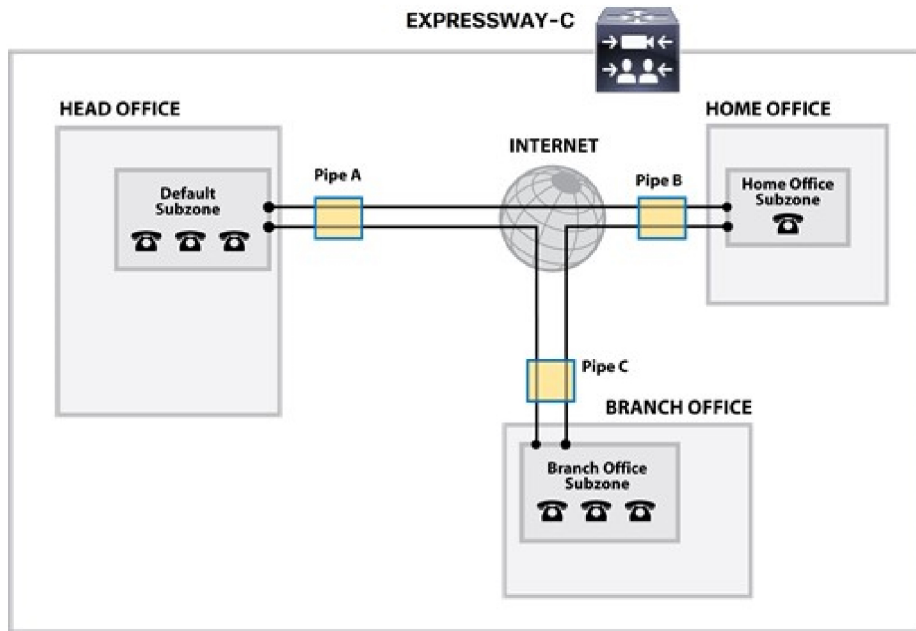 EXPRESSWAY-C
HEAD OFFICE
HOME OFFICE
INTERNET
Pipe A
Pipe B
Default
Subzone
Home Office
Subzone
Pipe C
BRANCH OFFICE
Branch Office
Subzone